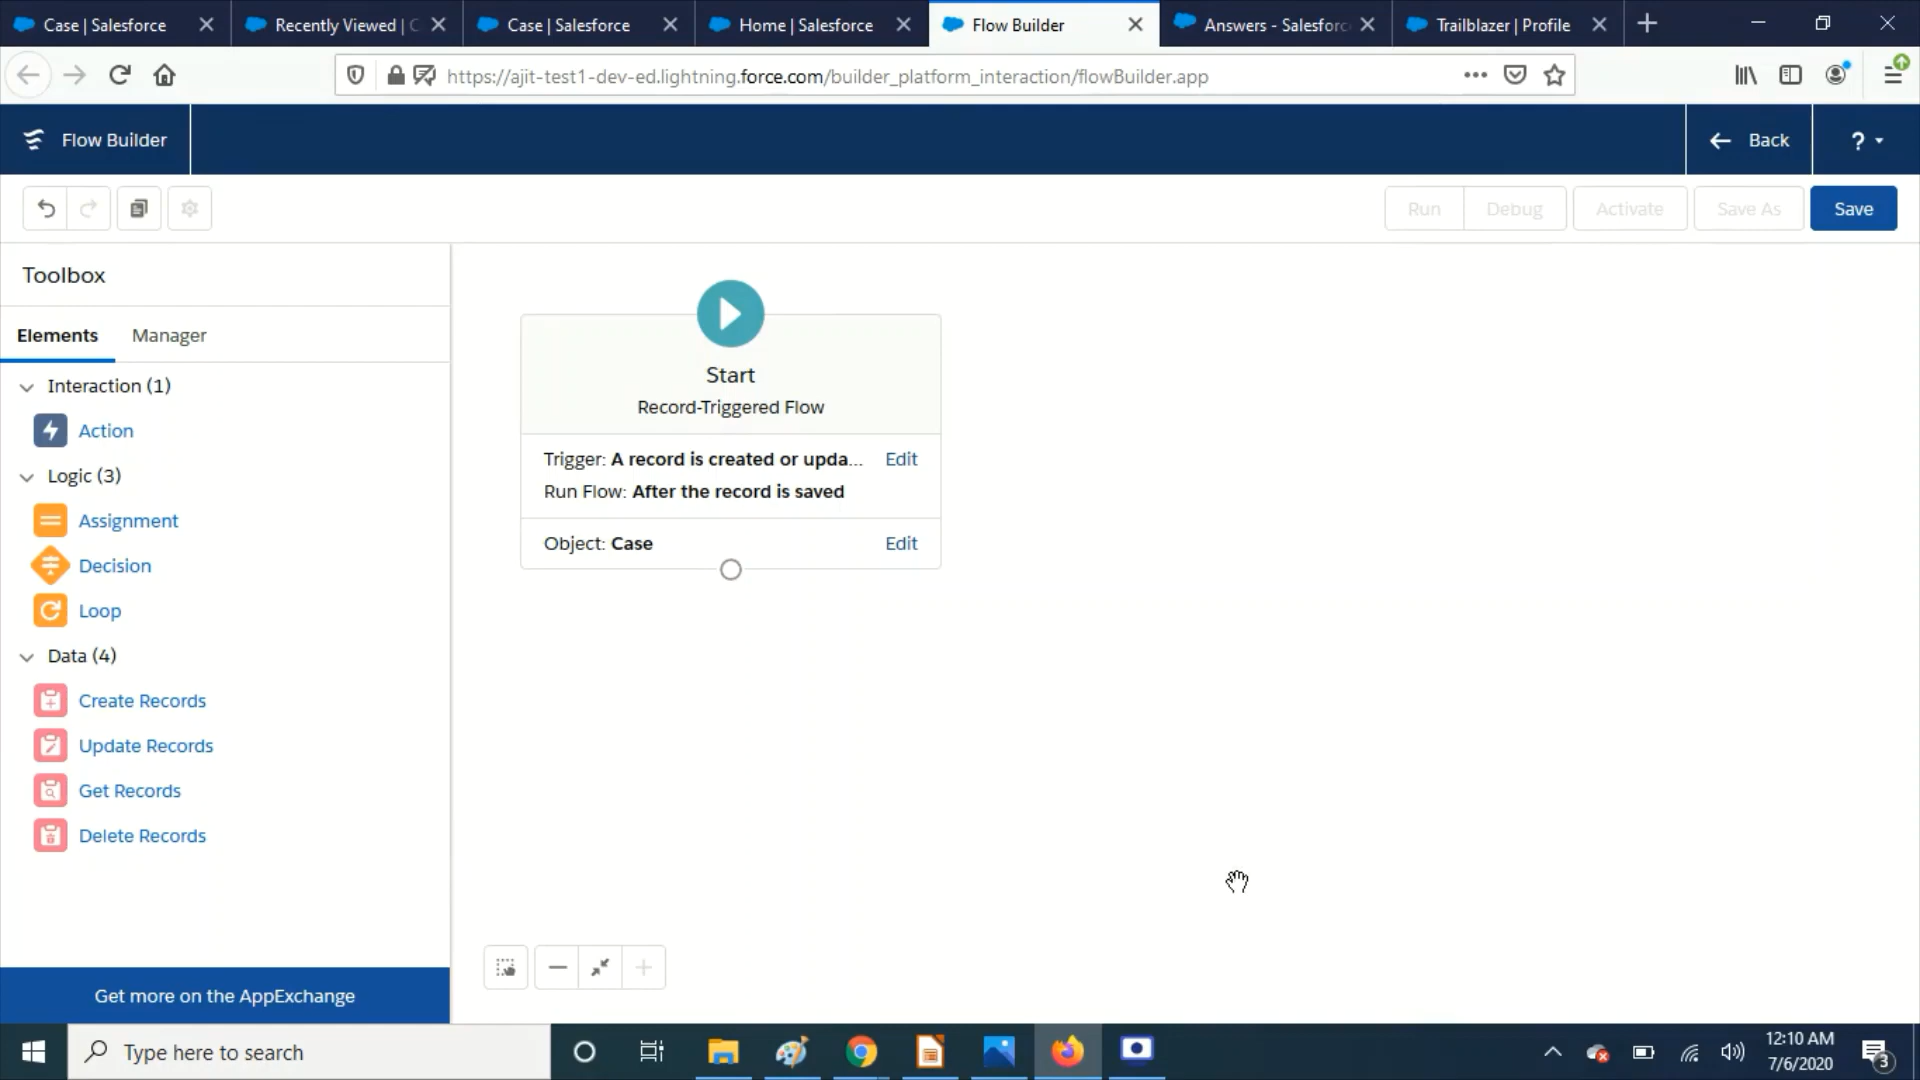 Case | Salesforce
Recently Viewed | C
Case | Salesforce
Home | Salesforce
Flow Builder
Answers - Salesforc
Trailblazer | Profile
https://ajit-test1-dev-ed.lightning.force.com/builder_platform_interaction/flowBuilder.app
Flow Builder
Back
?
Run
Debug
Activate
Save As
Save
Toolbox
Elements
Manager
Interaction (1)
Action
Logic (3)
Assignment
Decision
Loop
Data (4)
Create Records
Update Records
Get Records
Delete Records
Get more on the AppExchange
Start
Record-Triggered Flow
Trigger: A record is created or upda... Edit
Run Flow: After the record is saved
Object: Case Edit
Type here to search
12:10 AM
7/6/2020
3